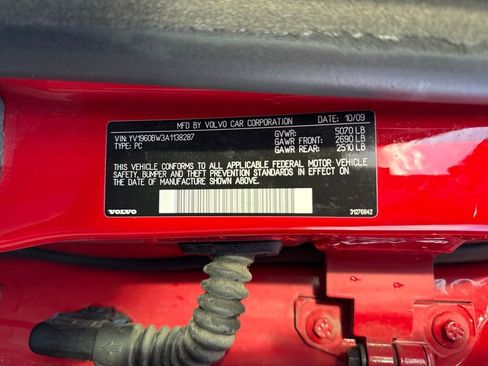 MFD BY VOLVO CAR CORPORATION DATE: 10/09
VIN: YV1960BW3A1138287 GVWR: 5070 LB
TYPE: PC GAWR FRONT: 2690 LB
GAWR REAR: 2510 LB
THIS VEHICLE CONFORMS TO ALL APPLICABLE FEDERAL MOTOR VEHICLE
SAFETY, BUMPER AND THEFT PREVENTION STANDARDS IN EFFECT ON
THE DATE OF MANUFACTURE SHOWN ABOVE.
VOLVO 31276942